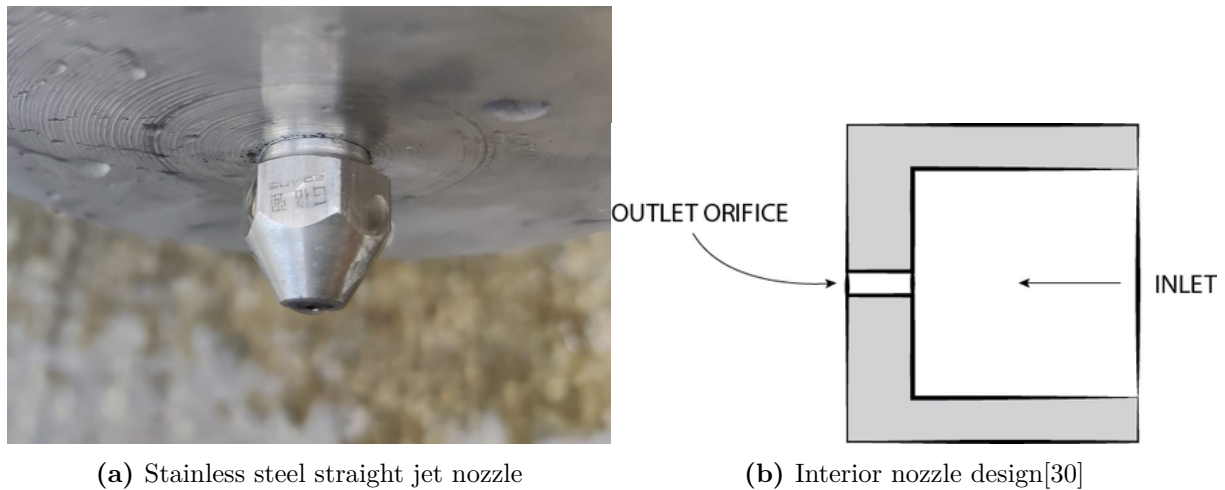 OUTLET ORIFICE
INLET
(a) Stainless steel straight jet nozzle
(b) Interior nozzle design[30]